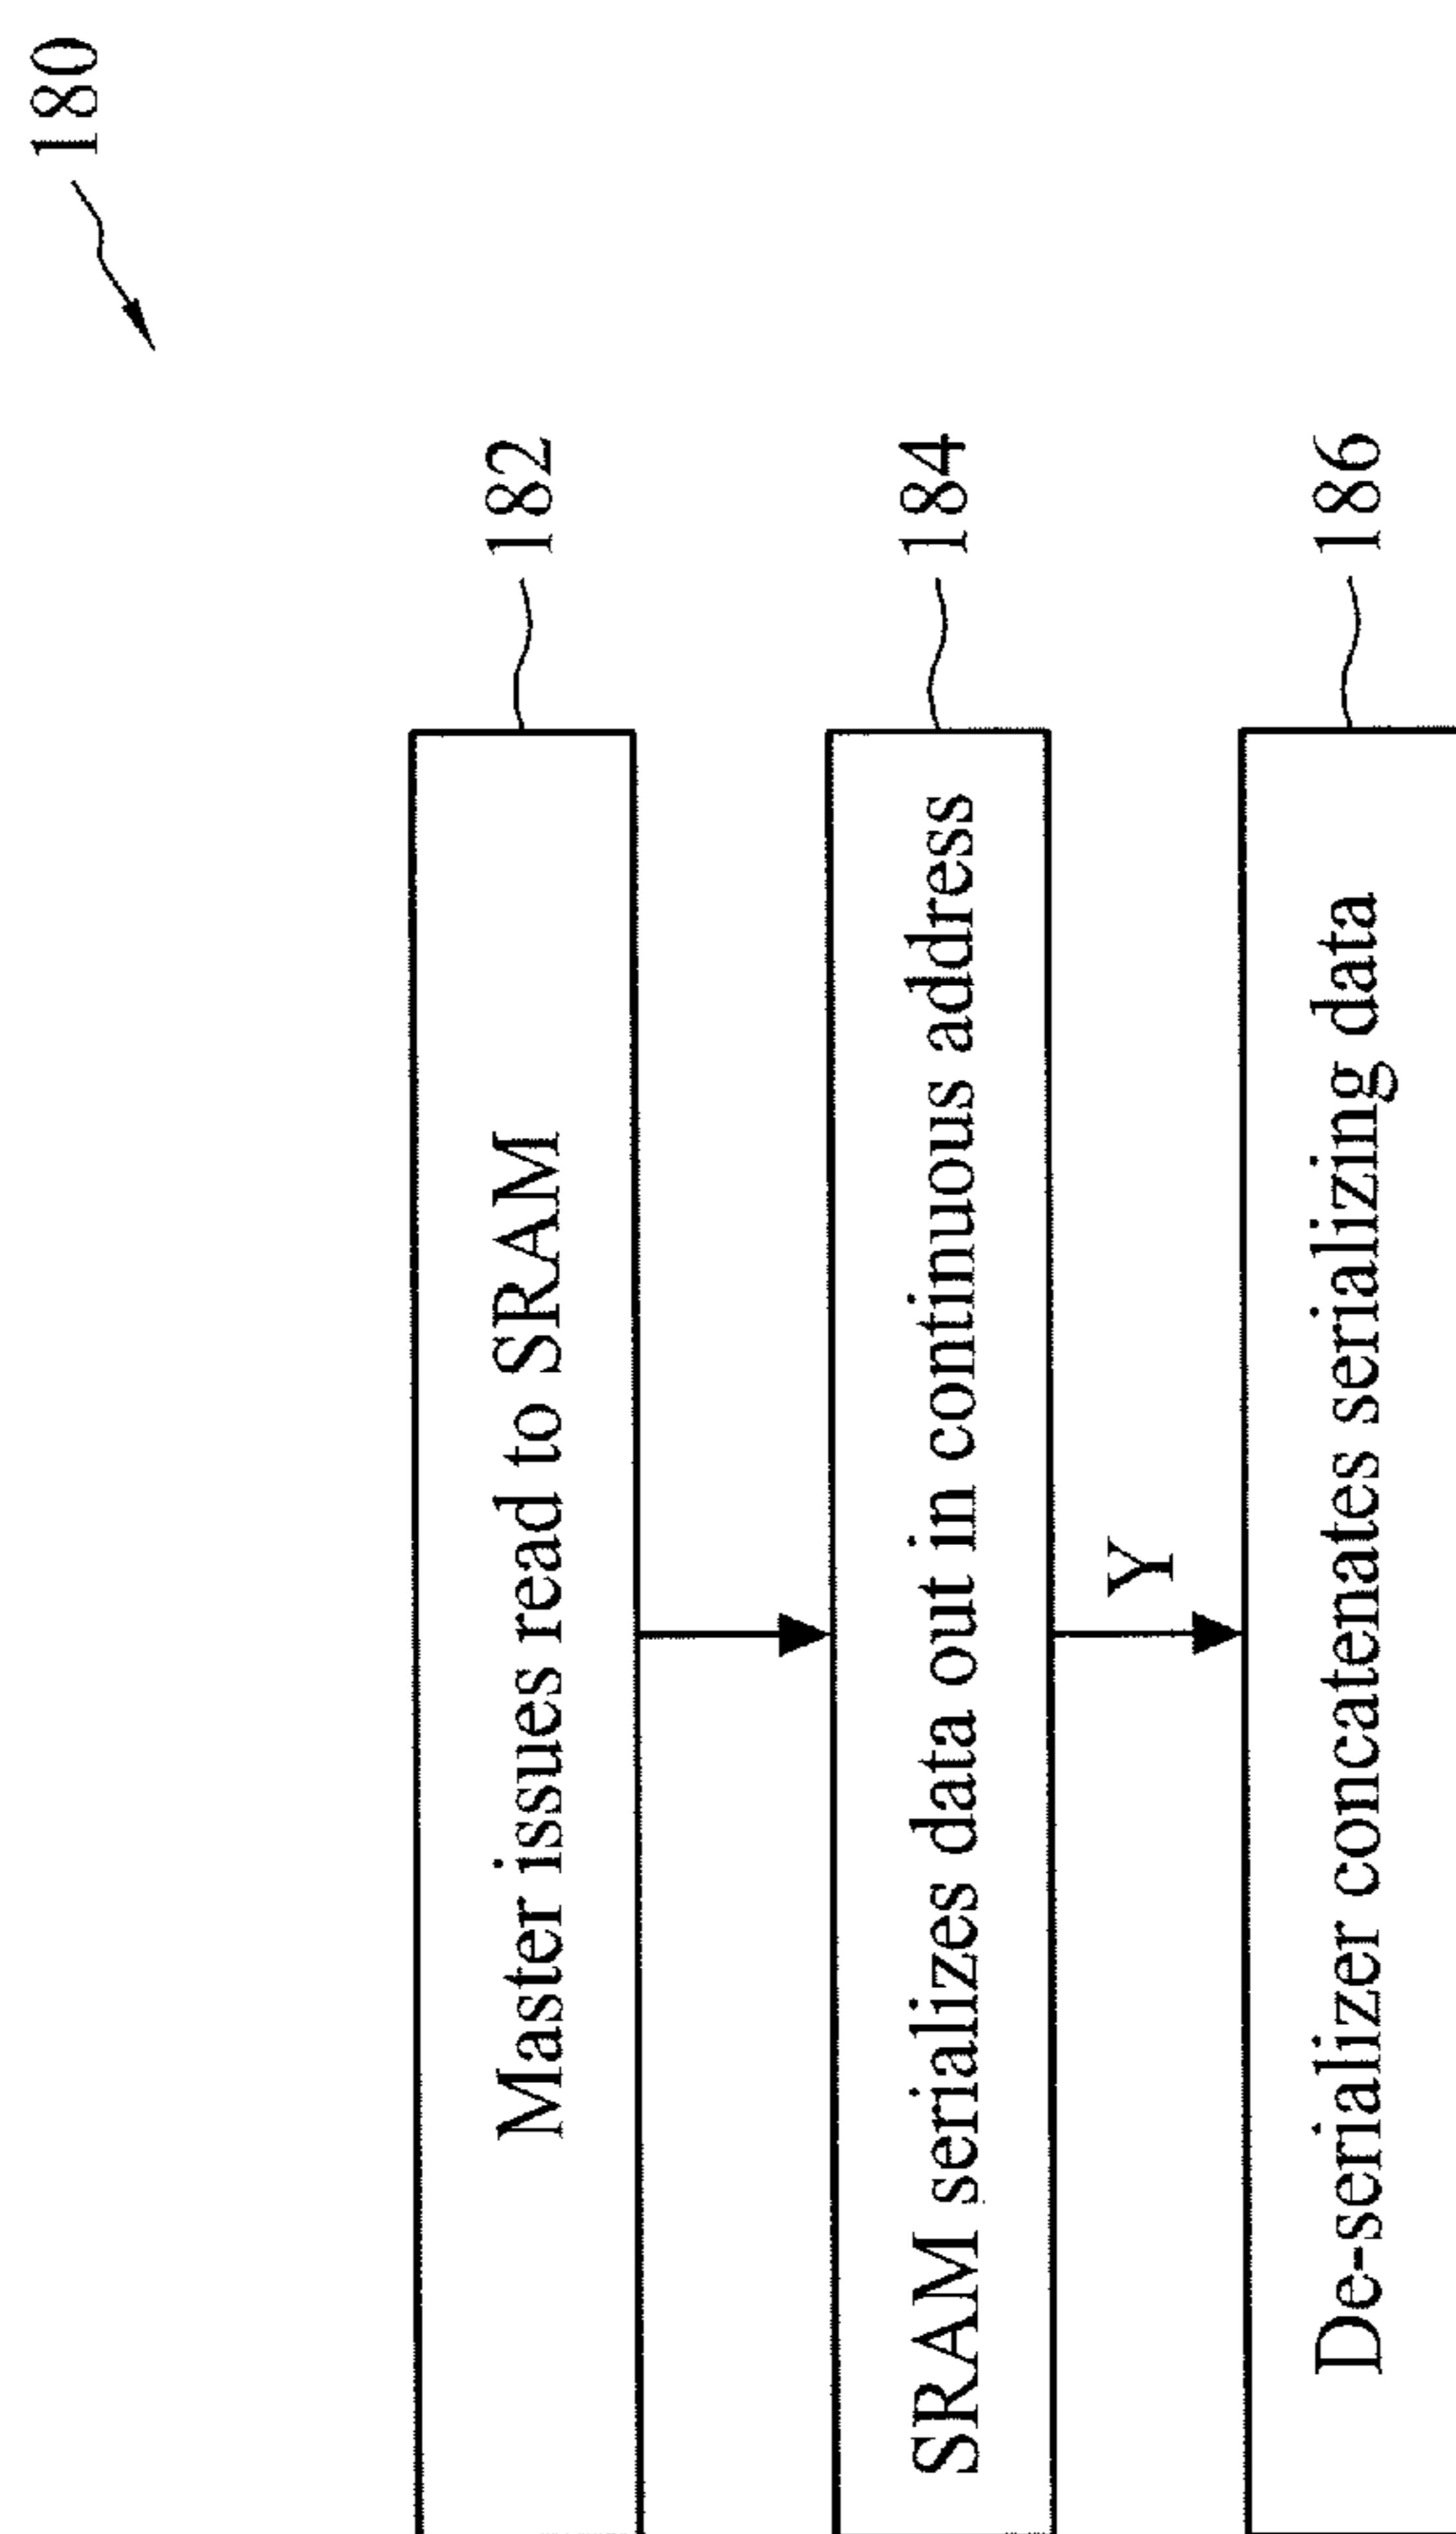 180
Master issues read to SRAM
182
SRAM serializes data out in continuous address
184
Y
De-serializer concatenates serializing data
186